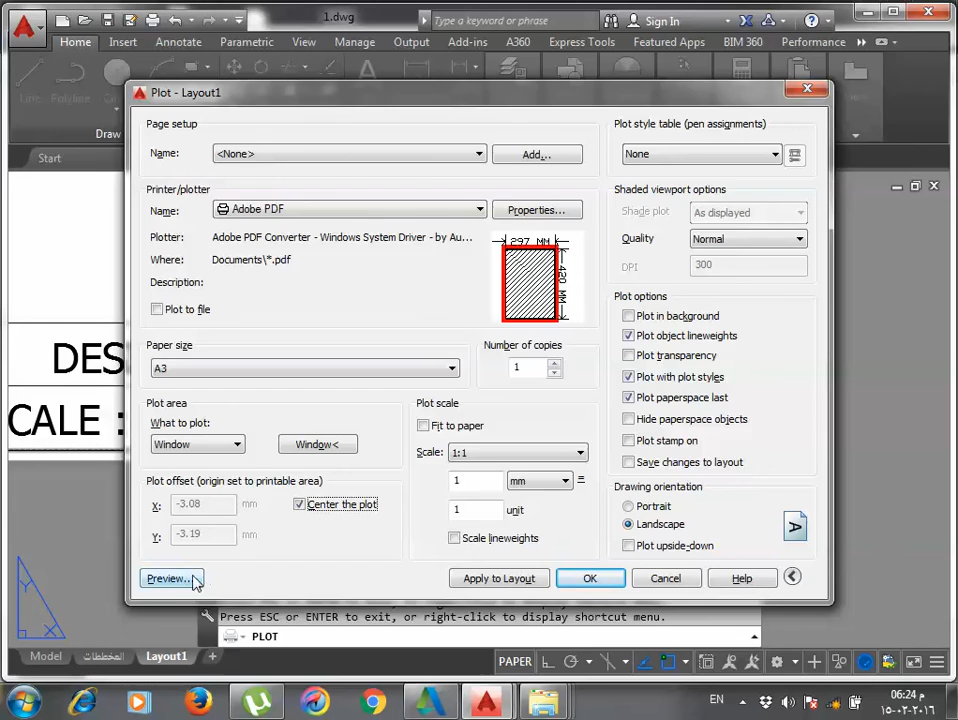 1.dwg
Type a keyword or phrase
Sign In
Home Insert Annotate Parametric View Manage Output Add-ins A360 Express Tools Featured Apps BIM 360 Performance
Line Polyline
Draw
Start
Plot - Layout1
Page setup
Name: <None> Add...
Printer/plotter
Name: Adobe PDF Properties...
Plotter: Adobe PDF Converter - Windows System Driver - by Au...
Where: Documents\*.pdf
Description:
Plot to file
297 MM
420 MM
Paper size
A3
Number of copies
1
Plot area
What to plot:
Window Window<
Plot offset (origin set to printable area)
X: -3.08 mm Center the plot
Y: -3.19 mm
Plot scale
Fit to paper
Scale: 1:1
1 mm =
1 unit
Scale lineweights
Plot style table (pen assignments)
None
Shaded viewport options
Shade plot As displayed
Quality Normal
DPI 300
Plot options
Plot in background
Plot object lineweights
Plot transparency
Plot with plot styles
Plot paperspace last
Hide paperspace objects
Plot stamp on
Save changes to layout
Drawing orientation
Portrait
Landscape
A
Plot upside-down
Preview... Apply to Layout OK Cancel Help
DES
CALE :
Y
X
Press ESC or ENTER to exit, or right-click to display shortcut menu.
PLOT
Model المخططات Layout1 +
PAPER
EN
06:24 م
١٥-٠٢-٢٠١٦